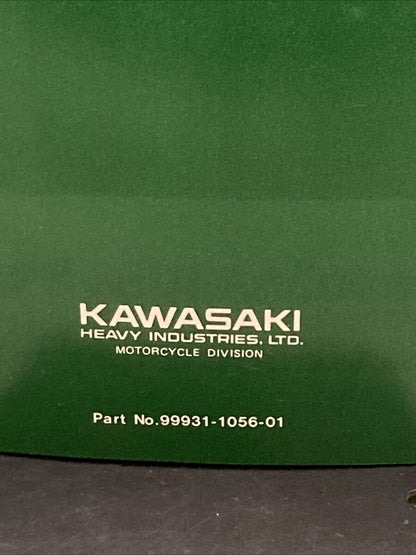 KAWASAKI
HEAVY INDUSTRIES, LTD.
MOTORCYCLE DIVISION
Part No.99931-1056-01